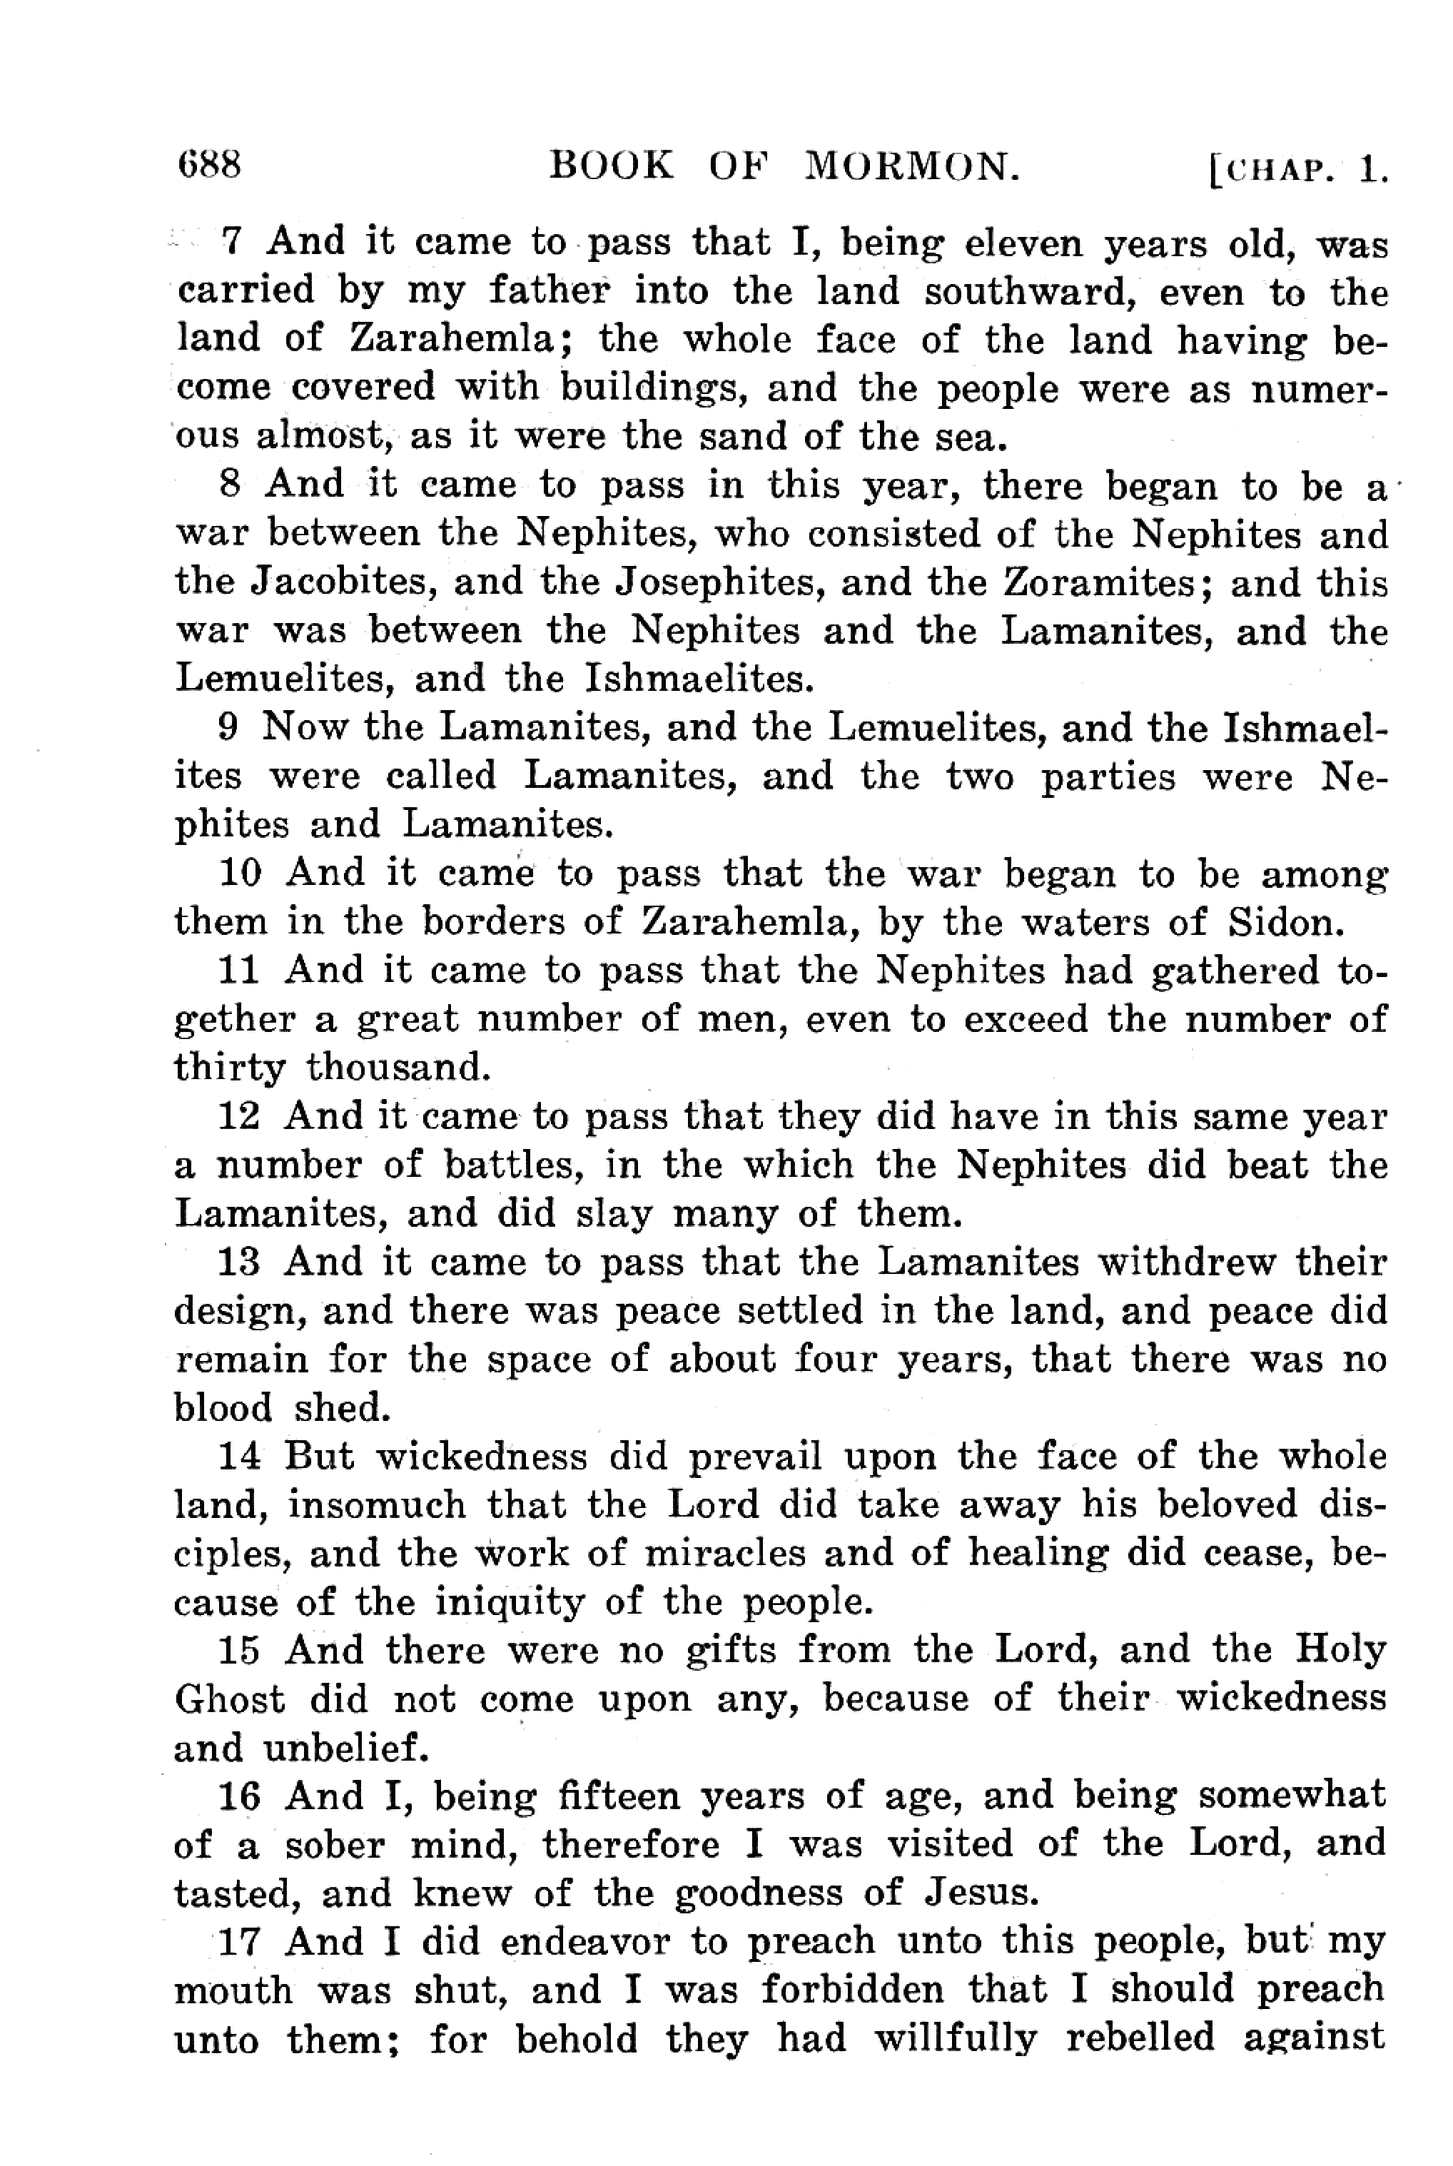 688 BOOK OF MORMON. [CHAP. 1.
7 And it came to pass that I, being eleven years old, was
carried by my father into the land southward, even to the
land of Zarahemla; the whole face of the land having be-
come covered with buildings, and the people were as numer-
ous almost, as it were the sand of the sea.
8 And it came to pass in this year, there began to be a
war between the Nephites, who consisted of the Nephites and
the Jacobites, and the Josephites, and the Zoramites; and this
war was between the Nephites and the Lamanites, and the
Lemuelites, and the Ishmaelites.
9 Now the Lamanites, and the Lemuelites, and the Ishmael-
ites were called Lamanites, and the two parties were Ne-
phites and Lamanites.
10 And it came to pass that the war began to be among
them in the borders of Zarahemla, by the waters of Sidon.
11 And it came to pass that the Nephites had gathered to-
gether a great number of men, even to exceed the number of
thirty thousand.
12 And it came to pass that they did have in this same year
a number of battles, in the which the Nephites did beat the
Lamanites, and did slay many of them.
13 And it came to pass that the Lamanites withdrew their
design, and there was peace settled in the land, and peace did
remain for the space of about four years, that there was no
blood shed.
14 But wickedness did prevail upon the face of the whole
land, insomuch that the Lord did take away his beloved dis-
ciples, and the work of miracles and of healing did cease, be-
cause of the iniquity of the people.
15 And there were no gifts from the Lord, and the Holy
Ghost did not come upon any, because of their wickedness
and unbelief.
16 And I, being fifteen years of age, and being somewhat
of a sober mind, therefore I was visited of the Lord, and
tasted, and knew of the goodness of Jesus.
17 And I did endeavor to preach unto this people, but my
mouth was shut, and I was forbidden that I should preach
unto them; for behold they had willfully rebelled against